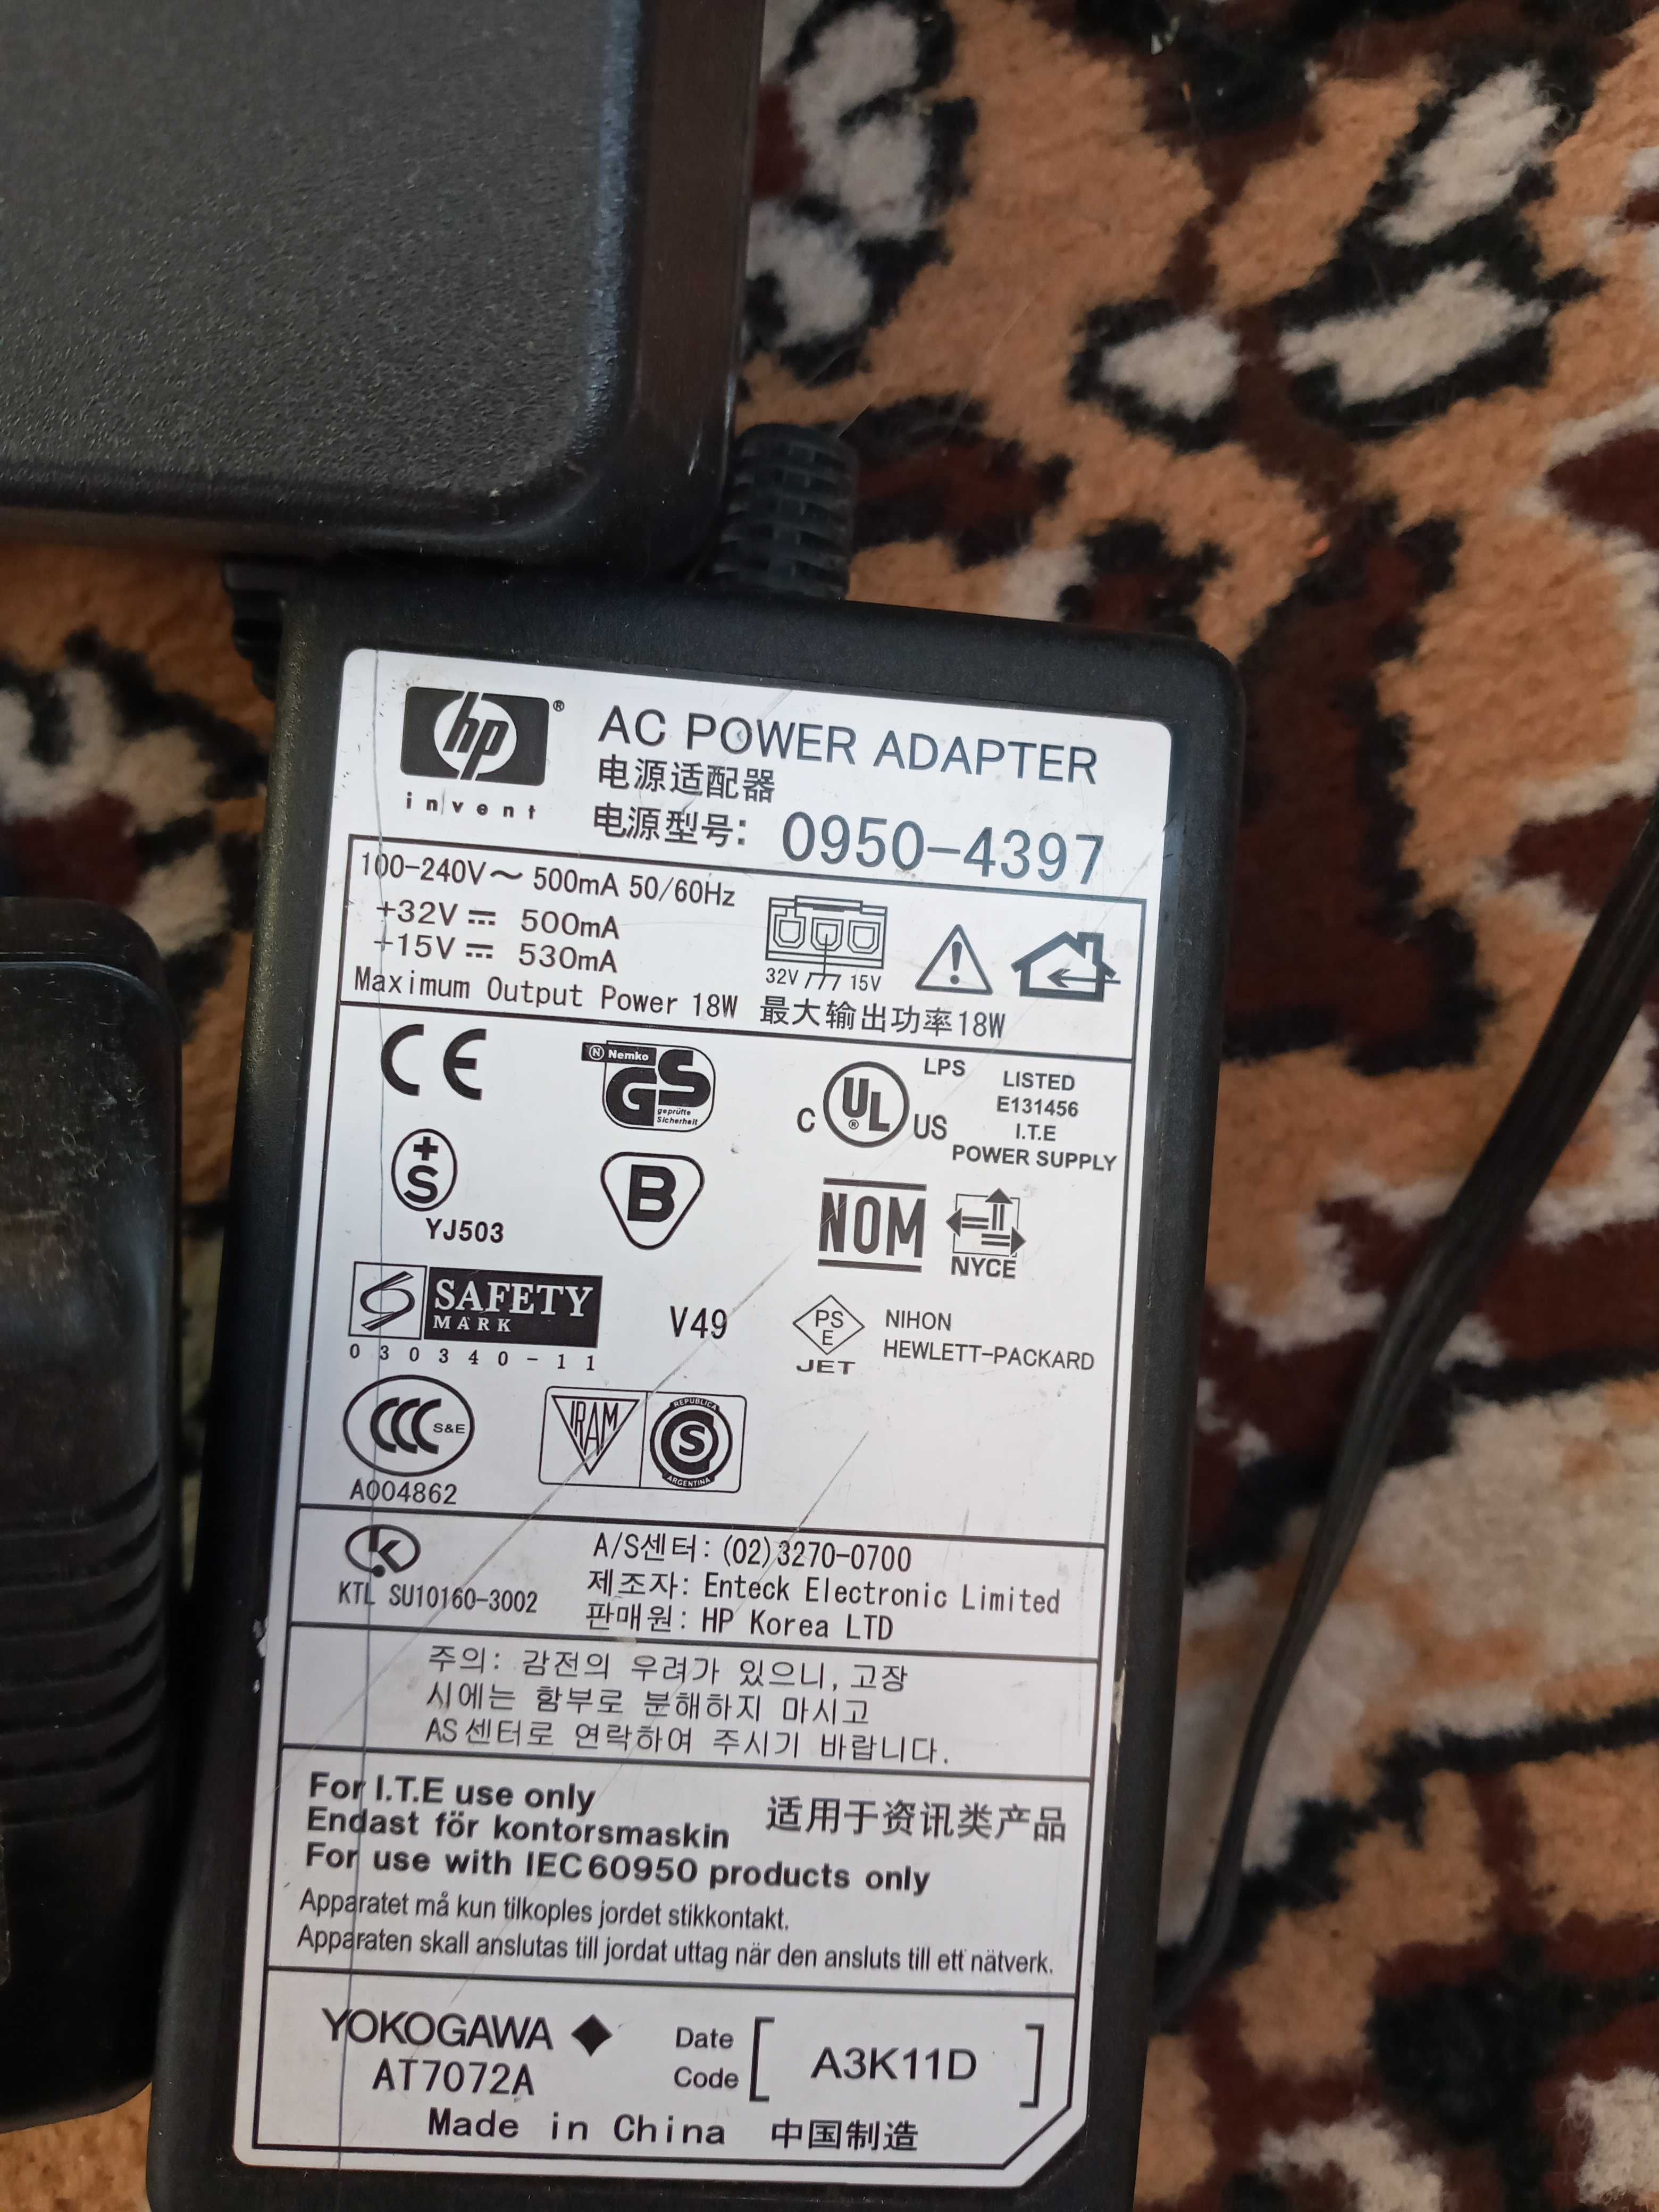 hp ®
invent
AC POWER ADAPTER
电源适配器
电源型号: 0950-4397
100-240V～ 500mA 50/60Hz
+32V ⎓ 500mA
+15V ⎓ 530mA
32V 15V
Maximum Output Power 18W 最大输出功率18W
CE
N Nemko
GS
geprüfte
Sicherheit
C UL ® US
LPS
LISTED
E131456
I.T.E
POWER SUPPLY
+S
YJ503
B
NOM
NYCE
S SAFETY
MARK
030340-11
V49
PS
E
JET
NIHON
HEWLETT-PACKARD
CCC S&E
A004862
IRAM
REPUBLICA
S
ARGENTINA
K
KTL SU10160-3002
A/S센터: (02)3270-0700
제조자: Enteck Electronic Limited
판매원: HP Korea LTD
주의: 감전의 우려가 있으니, 고장
시에는 함부로 분해하지 마시고
AS센터로 연락하여 주시기 바랍니다.
For I.T.E use only
Endast för kontorsmaskin 适用于资讯类产品
For use with IEC60950 products only
Apparatet må kun tilkoples jordet stikkontakt.
Apparaten skall anslutas till jordat uttag när den ansluts till ett nätverk.
YOKOGAWA ◆
AT7072A
Date
Code [ A3K11D ]
Made in China 中国制造